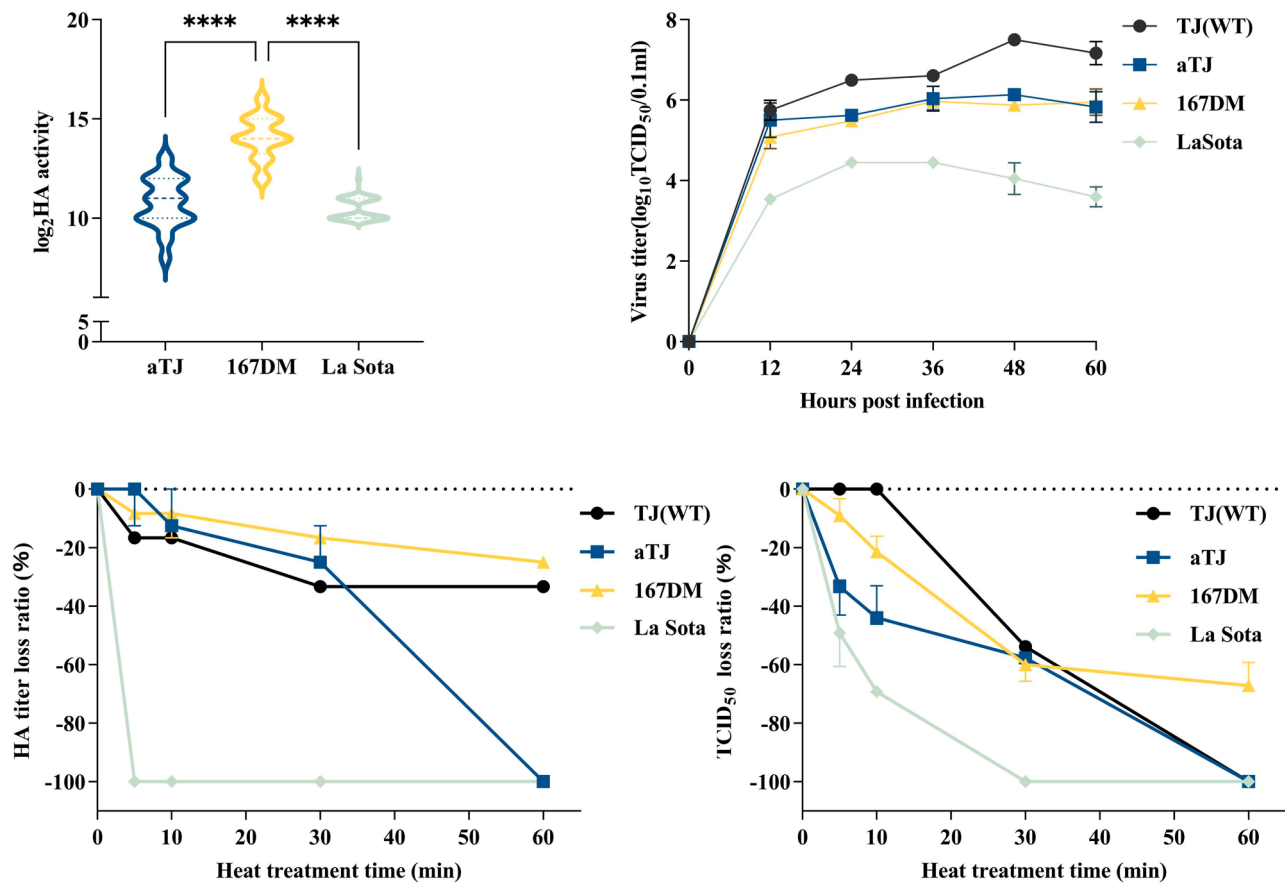 20
15
10
5
0
log2HA activity
**** ****
aTJ 167DM La Sota
8
6
4
2
0
Virus titer(log10TCID50/0.1ml)
0 12 24 36 48 60
Hours post infection
TJ(WT)
aTJ
167DM
LaSota
0
-20
-40
-60
-80
-100
HA titer loss ratio (%)
0 10 20 30 40 50 60
Heat treatment time (min)
TJ(WT)
aTJ
167DM
La Sota
0
-20
-40
-60
-80
-100
TCID50 loss ratio (%)
0 10 20 30 40 50 60
Heat treatment time (min)
TJ(WT)
aTJ
167DM
La Sota